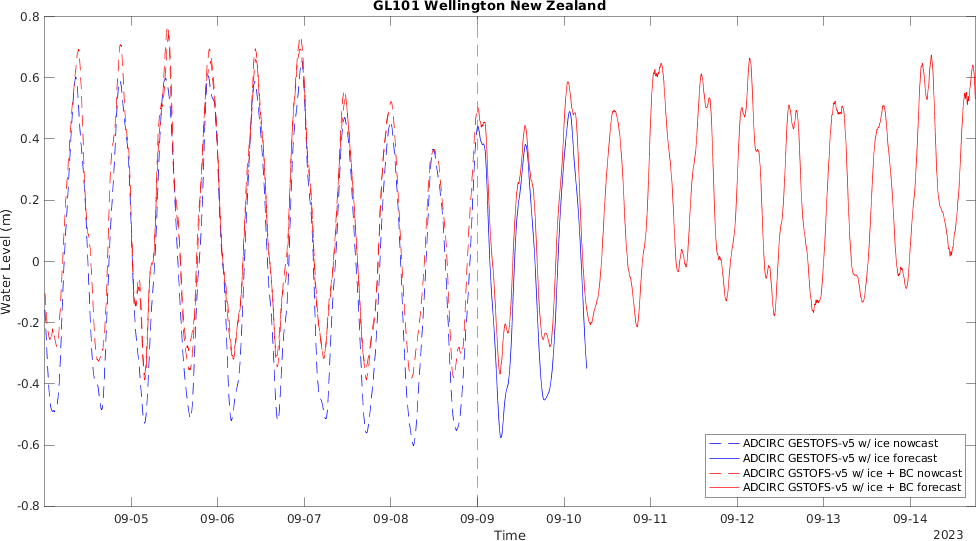 GL101 Wellington New Zealand
0.8
0.6
0.4
0.2
0
-0.2
-0.4
-0.6
-0.8
Water Level (m)
ADCIRC GESTOFS-v5 w/ ice nowcast
ADCIRC GESTOFS-v5 w/ ice forecast
ADCIRC GSTOFS-v5 w/ ice + BC nowcast
ADCIRC GSTOFS-v5 w/ ice + BC forecast
09-05 09-06 09-07 09-08 09-09 09-10 09-11 09-12 09-13 09-14
Time
2023